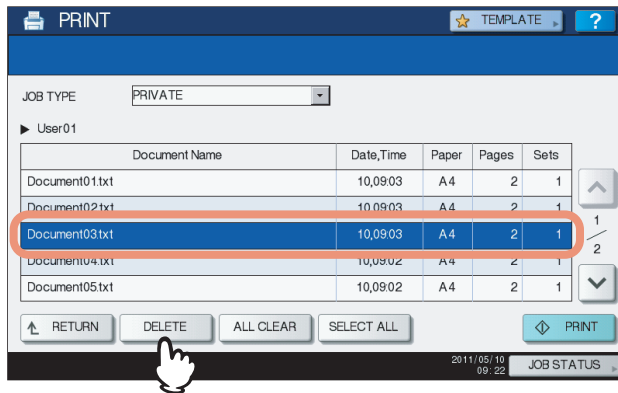 PRINT
TEMPLATE
?
JOB TYPE PRIVATE
User01
Document Name Date,Time Paper Pages Sets
Document01.txt 10,09:03 A4 2 1
Document02.txt 10,09:03 A4 2 1
Document03.txt 10,09:03 A4 2 1
Document04.txt 10,09:02 A4 2 1
Document05.txt 10,09:02 A4 2 1
1
2
RETURN DELETE ALL CLEAR SELECT ALL PRINT
2011/05/10
09:22
JOB STATUS